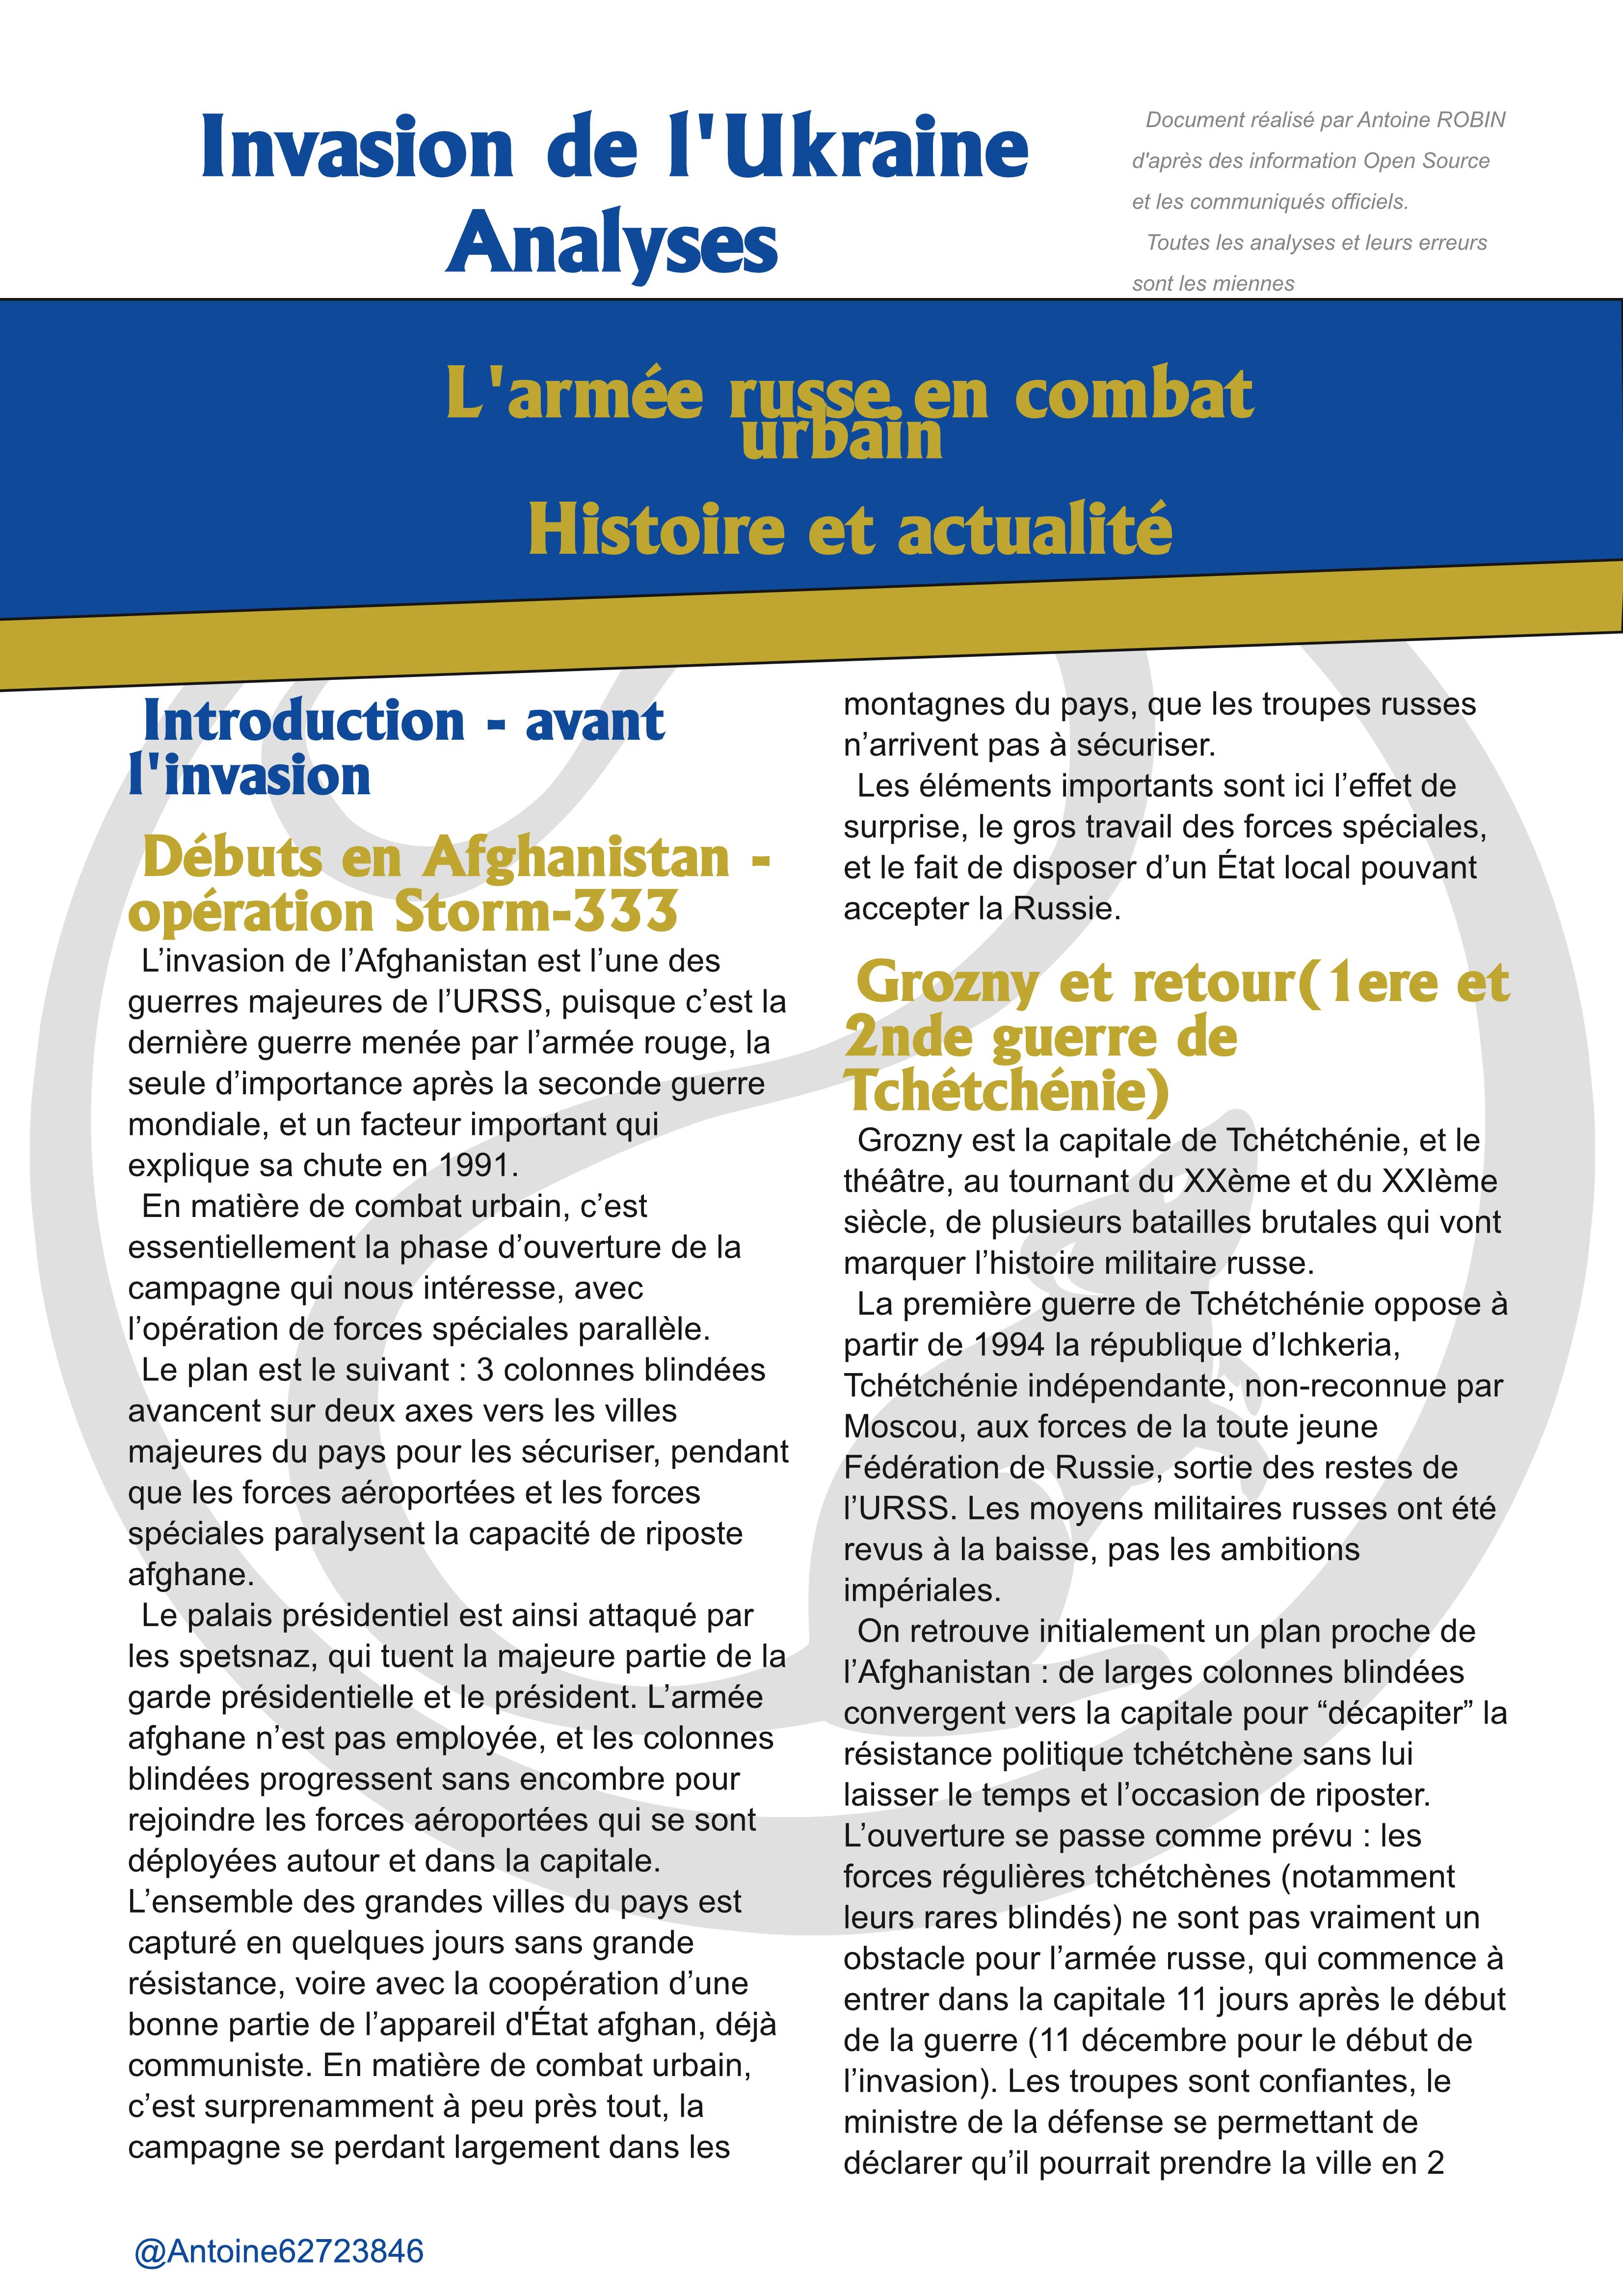 Invasion de l'Ukraine
Analyses
Document réalisé par Antoine ROBIN
d'après des information Open Source
et les communiqués officiels.
Toutes les analyses et leurs erreurs
sont les miennes
L'armée russe en combat
urbain
Histoire et actualité
Introduction - avant
l'invasion
Débuts en Afghanistan -
opération Storm-333
L’invasion de l’Afghanistan est l’une des
guerres majeures de l’URSS, puisque c’est la
dernière guerre menée par l’armée rouge, la
seule d’importance après la seconde guerre
mondiale, et un facteur important qui
explique sa chute en 1991.
En matière de combat urbain, c’est
essentiellement la phase d’ouverture de la
campagne qui nous intéresse, avec
l’opération de forces spéciales parallèle.
Le plan est le suivant : 3 colonnes blindées
avancent sur deux axes vers les villes
majeures du pays pour les sécuriser, pendant
que les forces aéroportées et les forces
spéciales paralysent la capacité de riposte
afghane.
Le palais présidentiel est ainsi attaqué par
les spetsnaz, qui tuent la majeure partie de la
garde présidentielle et le président. L’armée
afghane n’est pas employée, et les colonnes
blindées progressent sans encombre pour
rejoindre les forces aéroportées qui se sont
déployées autour et dans la capitale.
L’ensemble des grandes villes du pays est
capturé en quelques jours sans grande
résistance, voire avec la coopération d’une
bonne partie de l’appareil d'État afghan, déjà
communiste. En matière de combat urbain,
c’est surprenamment à peu près tout, la
campagne se perdant largement dans les
montagnes du pays, que les troupes russes
n’arrivent pas à sécuriser.
Les éléments importants sont ici l’effet de
surprise, le gros travail des forces spéciales,
et le fait de disposer d’un État local pouvant
accepter la Russie.
Grozny et retour(1ere et
2nde guerre de
Tchétchénie)
Grozny est la capitale de Tchétchénie, et le
théâtre, au tournant du XXème et du XXIème
siècle, de plusieurs batailles brutales qui vont
marquer l’histoire militaire russe.
La première guerre de Tchétchénie oppose à
partir de 1994 la république d’Ichkeria,
Tchétchénie indépendante, non-reconnue par
Moscou, aux forces de la toute jeune
Fédération de Russie, sortie des restes de
l’URSS. Les moyens militaires russes ont été
revus à la baisse, pas les ambitions
impériales.
On retrouve initialement un plan proche de
l’Afghanistan : de larges colonnes blindées
convergent vers la capitale pour “décapiter” la
résistance politique tchétchène sans lui
laisser le temps et l’occasion de riposter.
L’ouverture se passe comme prévu : les
forces régulières tchétchènes (notamment
leurs rares blindés) ne sont pas vraiment un
obstacle pour l’armée russe, qui commence à
entrer dans la capitale 11 jours après le début
de la guerre (11 décembre pour le début de
l’invasion). Les troupes sont confiantes, le
ministre de la défense se permettant de
déclarer qu’il pourrait prendre la ville en 2
@Antoine62723846